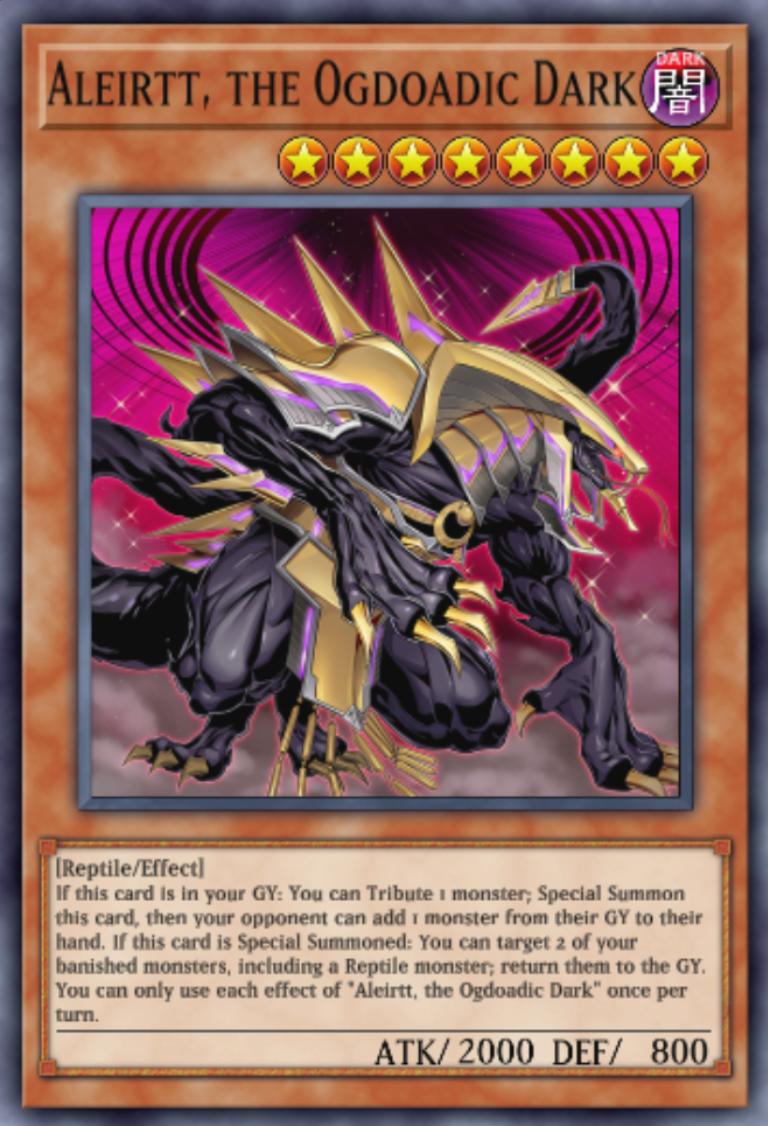 Aleirtt, the Ogdoadic Dark
DARK
闇
[Reptile/Effect]
If this card is in your GY: You can Tribute 1 monster; Special Summon
this card, then your opponent can add 1 monster from their GY to their
hand. If this card is Special Summoned: You can target 2 of your
banished monsters, including a Reptile monster; return them to the GY.
You can only use each effect of "Aleirtt, the Ogdoadic Dark" once per
turn.
ATK/ 2000 DEF/ 800